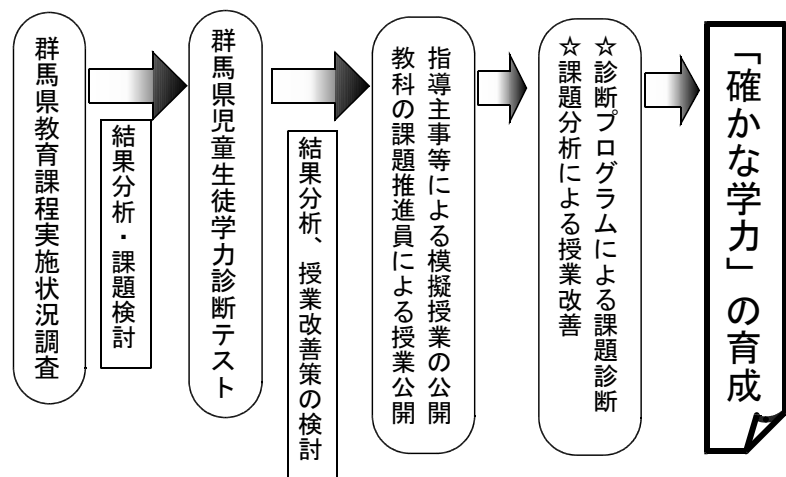 群馬県教育課程実施状況調査
結果分析・課題検討
群馬県児童生徒学力診断テスト
結果分析、授業改善策の検討
指導主事等による模擬授業の公開
教科の課題推進員による授業公開
☆診断プログラムによる課題診断
☆課題分析による授業改善
「確かな学力」の育成